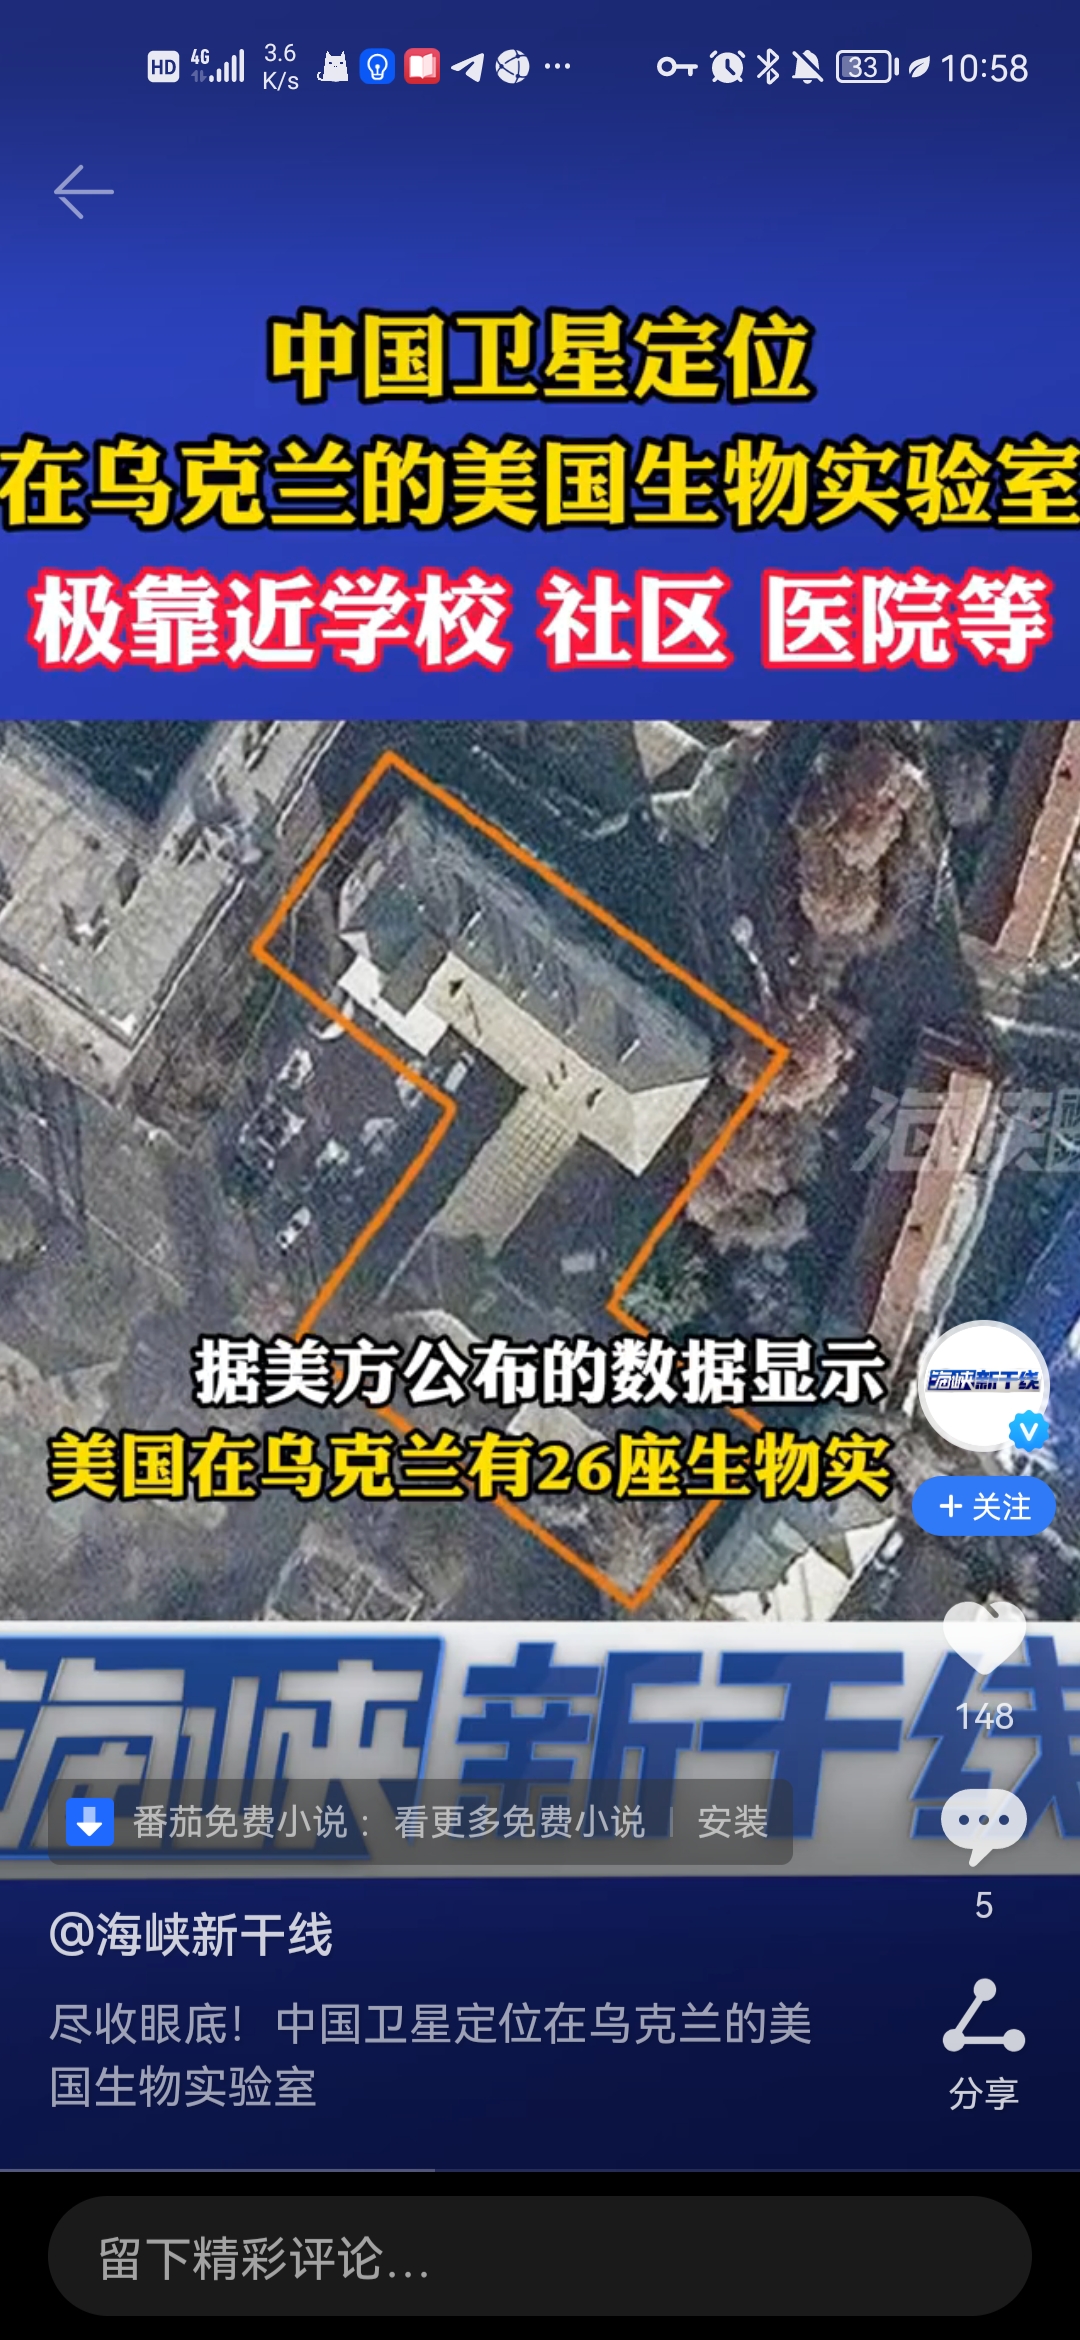 HD 4G 3.6 K/s 33 10:58
中国卫星定位
在乌克兰的美国生物实验室
极靠近学校 社区 医院等
海峡
据美方公布的数据显示
美国在乌克兰有26座生物实
海峡新干线
+ 关注
148
海峡新干线
番茄免费小说：看更多免费小说 | 安装
5
@海峡新干线
尽收眼底！中国卫星定位在乌克兰的美
国生物实验室
分享
留下精彩评论...